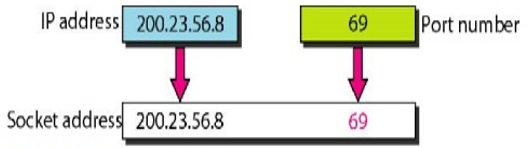 IP address 200.23.56.8 69 Port number
Socket address 200.23.56.8 69